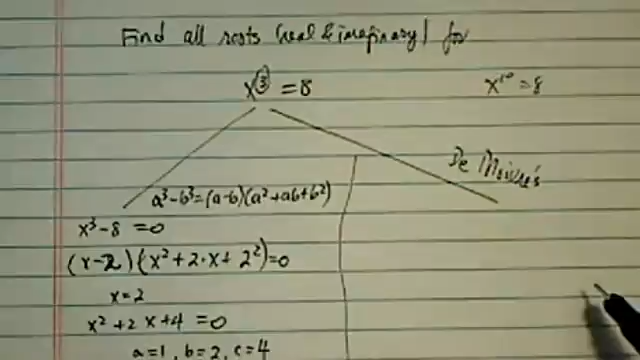 Find all roots (real & imaginary) for
x³ = 8
x¹⁰ = 8
De Moivre's
a³-b³=(a-b)(a²+ab+b²)
x³-8=0
(x-2)(x²+2·x+2²)=0
x=2
x²+2x+4=0
a=1, b=2, c=4